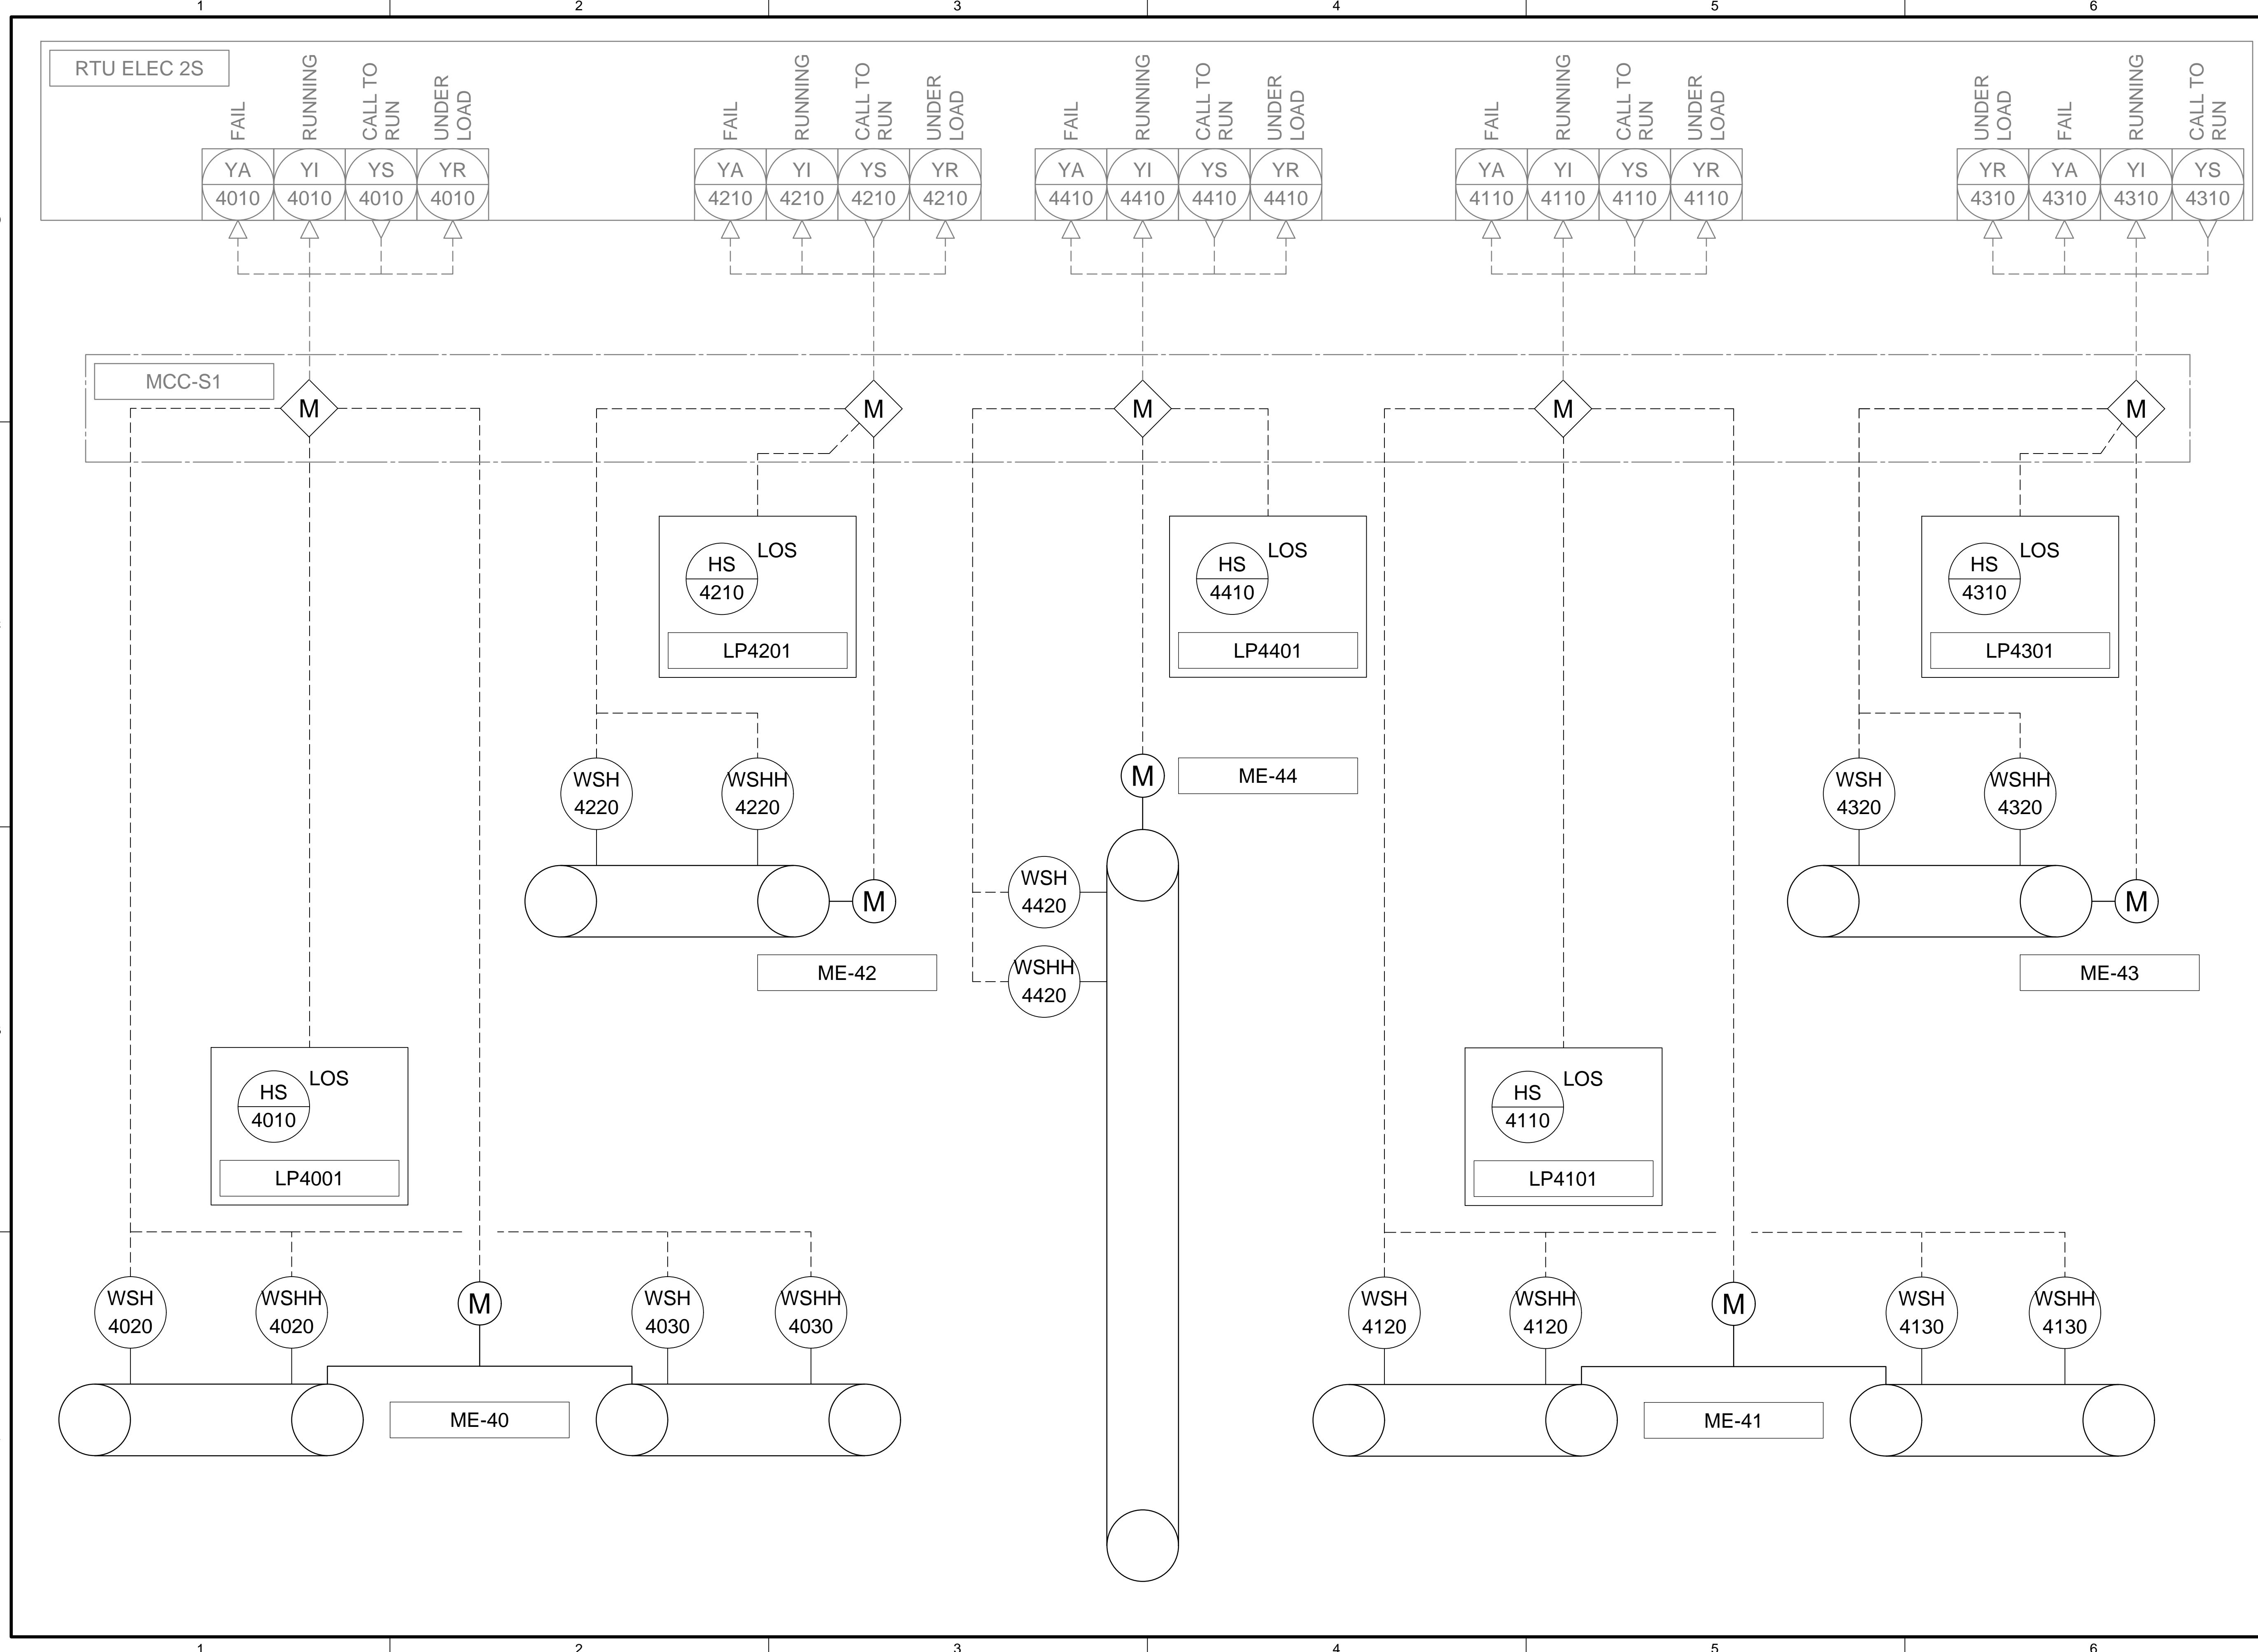 1 2 3 4 5 6
RTU ELEC 2S
FAIL
RUNNING
CALL TO
RUN
UNDER
LOAD
FAIL
RUNNING
CALL TO
RUN
UNDER
LOAD
FAIL
RUNNING
CALL TO
RUN
UNDER
LOAD
FAIL
RUNNING
CALL TO
RUN
UNDER
LOAD
UNDER
LOAD
FAIL
RUNNING
CALL TO
RUN
YA YI YS YR
4010 4010 4010 4010
YA YI YS YR
4210 4210 4210 4210
YA YI YS YR
4410 4410 4410 4410
YA YI YS YR
4110 4110 4110 4110
YR YA YI YS
4310 4310 4310 4310
MCC-S1
M M M M M
HS LOS
4210
LP4201
HS LOS
4410
LP4401
HS LOS
4310
LP4301
WSH
4220
WSHH
4220
M
ME-42
M
ME-44
WSH
4420
WSHH
4420
WSH
4320
WSHH
4320
M
ME-43
HS LOS
4010
LP4001
HS LOS
4110
LP4101
WSH
4020
WSHH
4020
M
WSH
4030
WSHH
4030
ME-40
WSH
4120
WSHH
4120
M
WSH
4130
WSHH
4130
ME-41
1 2 3 4 5 6